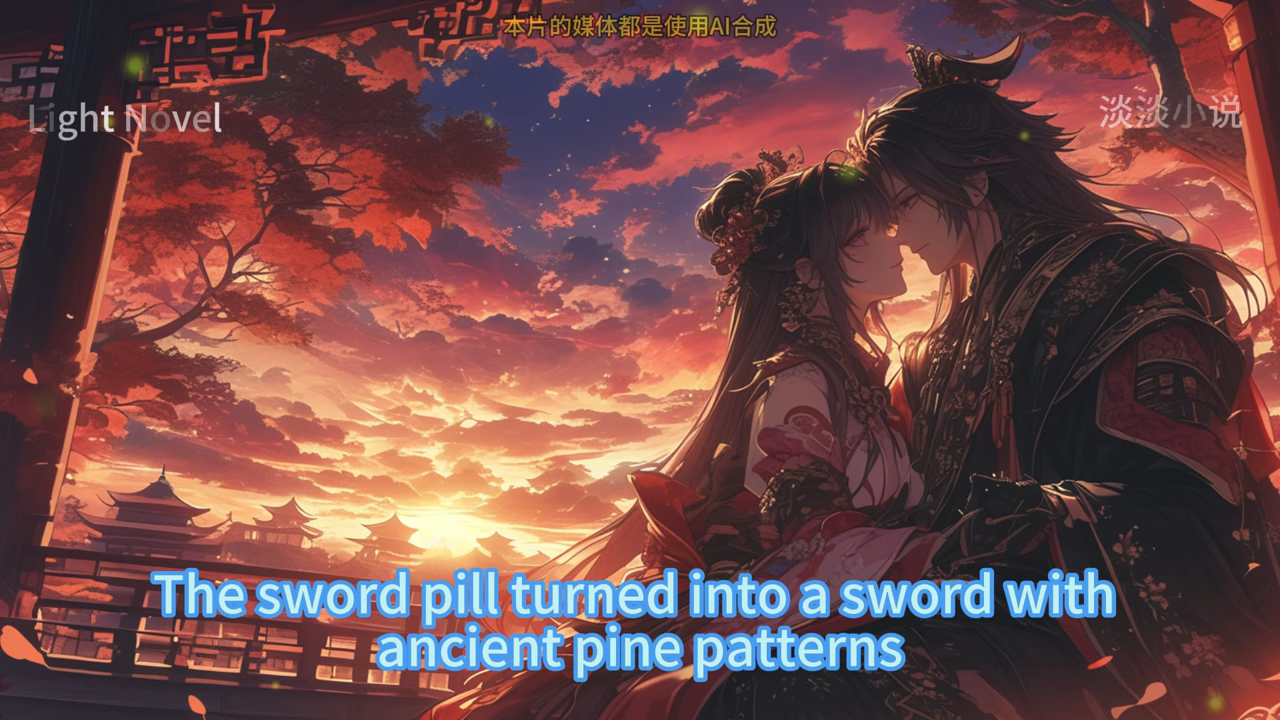 本片的媒体都是使用AI合成
Light Novel
淡淡小说
The sword pill turned into a sword with
ancient pine patterns